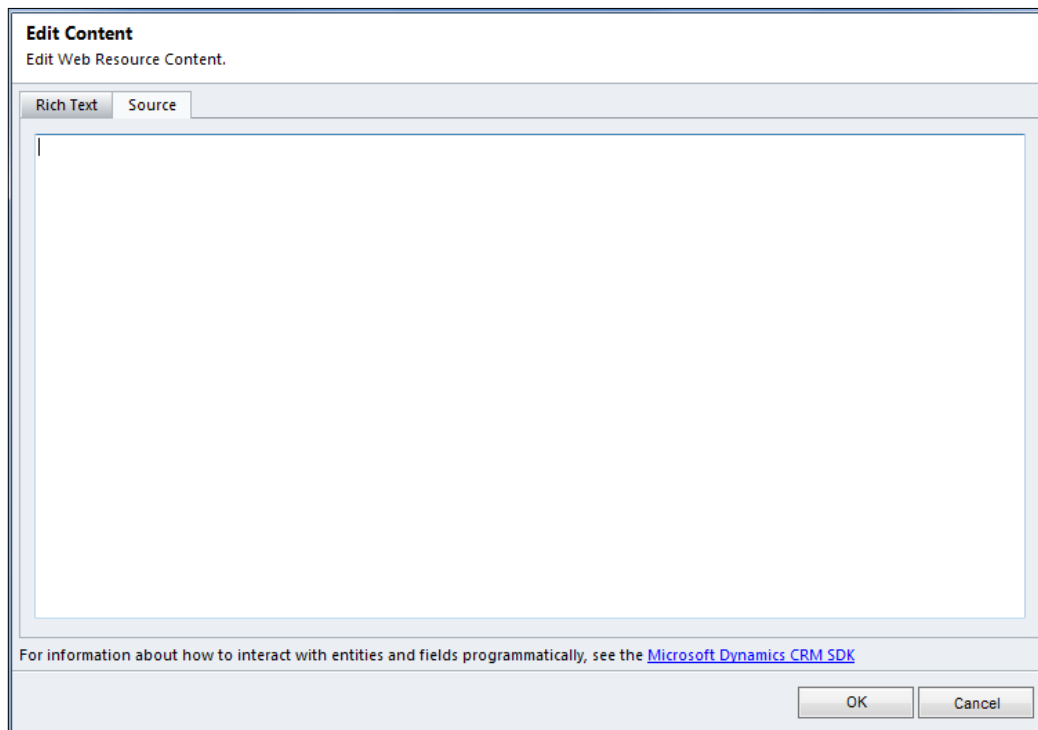 Edit Content
Edit Web Resource Content.
Rich Text Source
For information about how to interact with entities and fields programmatically, see the Microsoft Dynamics CRM SDK
OK Cancel